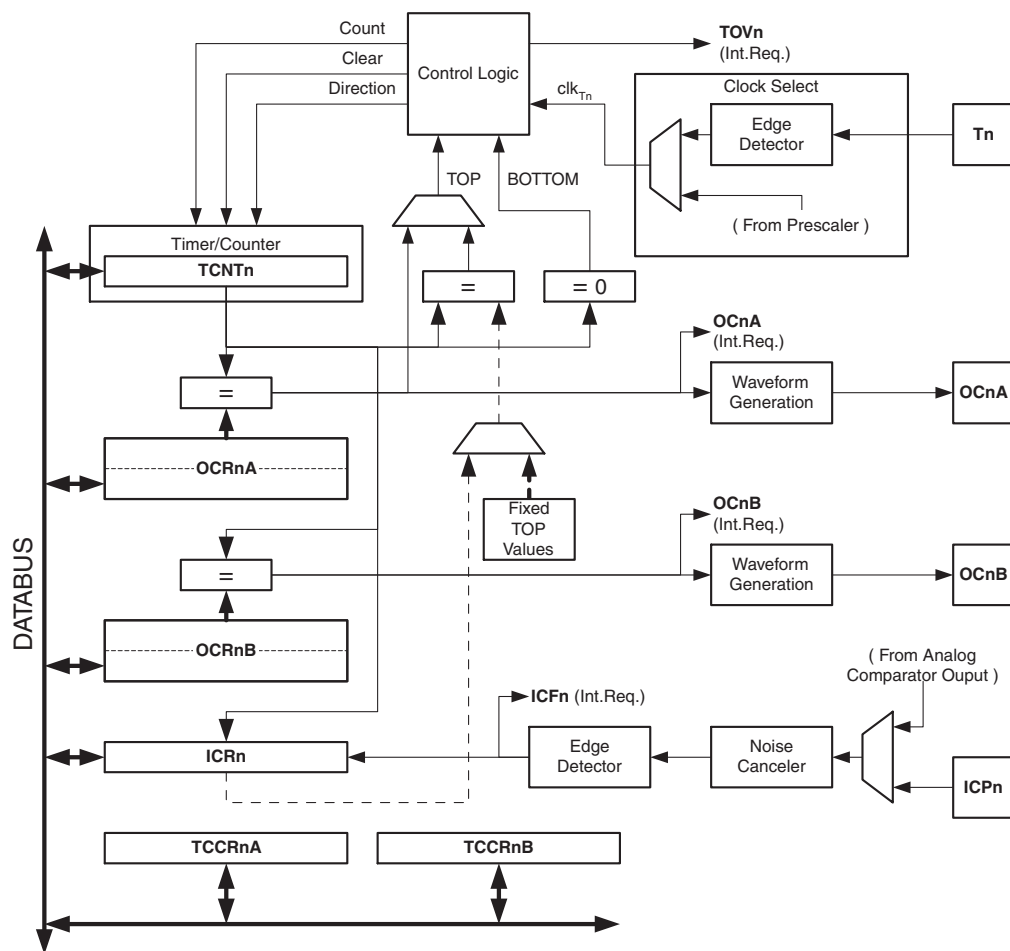 Count
Clear
Direction
Control Logic
TOVn
(Int.Req.)
clkTn
Clock Select
Edge
Detector
Tn
( From Prescaler )
TOP
BOTTOM
Timer/Counter
TCNTn
=
= 0
OCnA
(Int.Req.)
=
Waveform
Generation
OCnA
OCRnA
Fixed
TOP
Values
OCnB
(Int.Req.)
=
Waveform
Generation
OCnB
OCRnB
DATABUS
( From Analog
Comparator Ouput )
ICFn (Int.Req.)
ICRn
Edge
Detector
Noise
Canceler
ICPn
TCCRnA
TCCRnB